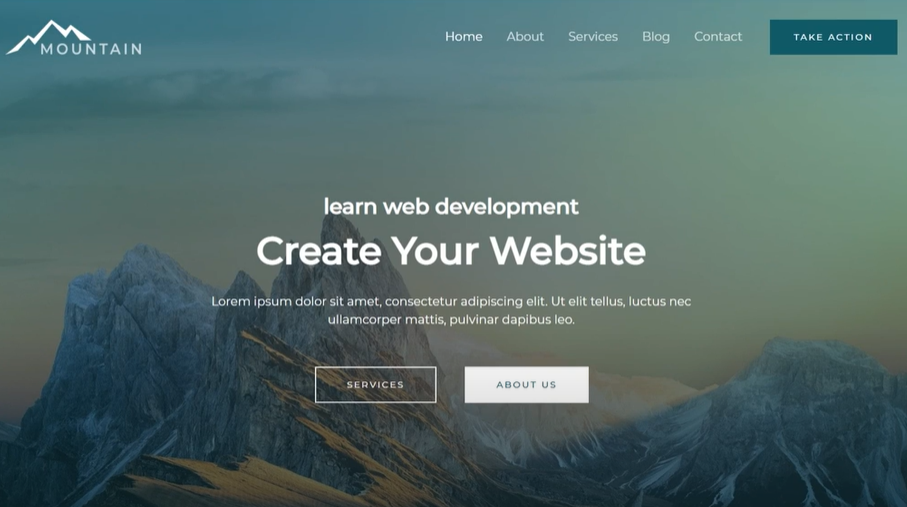 MOUNTAIN
Home About Services Blog Contact TAKE ACTION
learn web development
Create Your Website
Lorem ipsum dolor sit amet, consectetur adipiscing elit. Ut elit tellus, luctus nec
ullamcorper mattis, pulvinar dapibus leo.
SERVICES ABOUT US